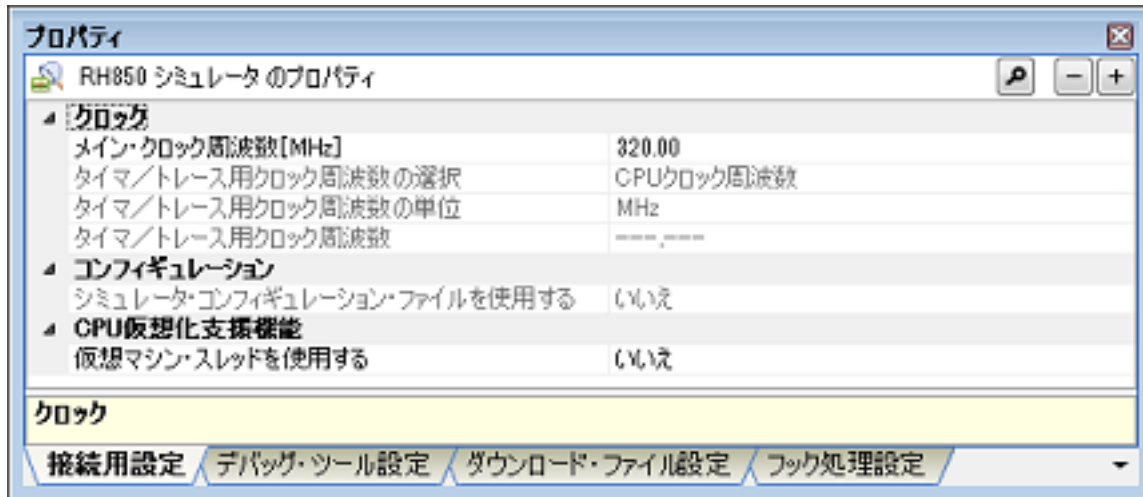 プロパティ
RH850 シミュレータ のプロパティ
クロック
メイン・クロック周波数[MHz] 320.00
タイマ／トレース用クロック周波数の選択 CPUクロック周波数
タイマ／トレース用クロック周波数の単位 MHz
タイマ／トレース用クロック周波数 ---.---
コンフィギュレーション
シミュレータ・コンフィギュレーション・ファイルを使用する いいえ
CPU仮想化支援機能
仮想マシン・スレッドを使用する いいえ
クロック
接続用設定 デバッグ・ツール設定 ダウンロード・ファイル設定 フック処理設定